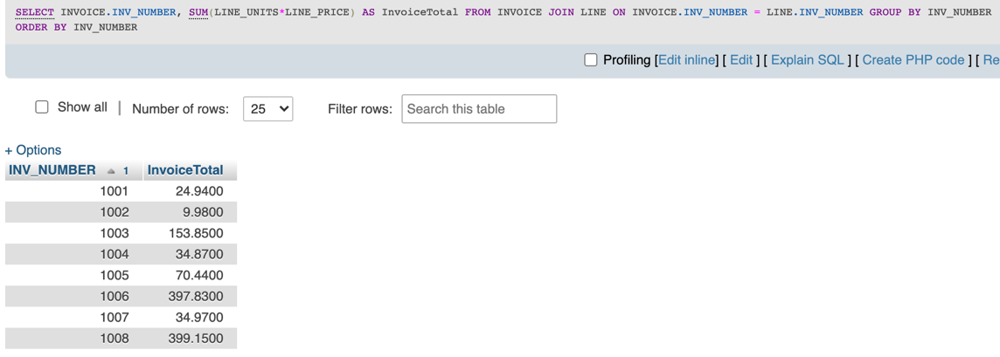 SELECT INVOICE.INV_NUMBER, SUM(LINE_UNITS*LINE_PRICE) AS InvoiceTotal FROM INVOICE JOIN LINE ON INVOICE.INV_NUMBER = LINE.INV_NUMBER GROUP BY INV_NUMBER
ORDER BY INV_NUMBER
Profiling [Edit inline] [ Edit ] [ Explain SQL ] [ Create PHP code ] [ Re
Show all | Number of rows: 25 Filter rows: Search this table
+ Options
INV_NUMBER 1 InvoiceTotal
1001 24.9400
1002 9.9800
1003 153.8500
1004 34.8700
1005 70.4400
1006 397.8300
1007 34.9700
1008 399.1500